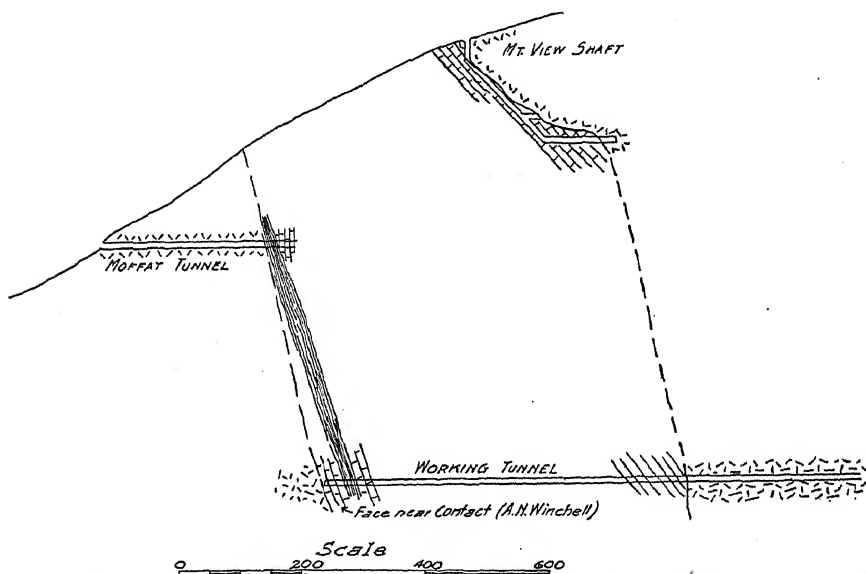 MT. VIEW SHAFT
MOFFAT TUNNEL
WORKING TUNNEL
Face near Contact (A.N. Winchell)
Scale
0 200 400 600